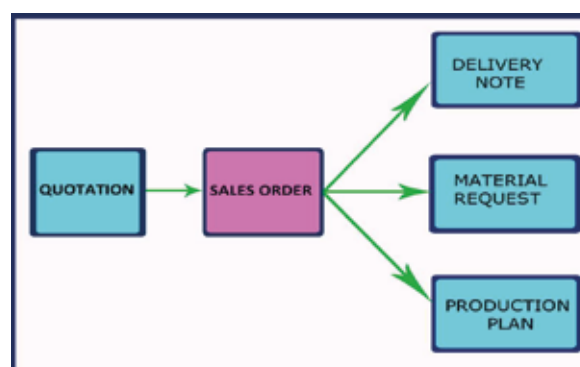 QUOTATION
SALES ORDER
DELIVERY
NOTE
MATERIAL
REQUEST
PRODUCTION
PLAN